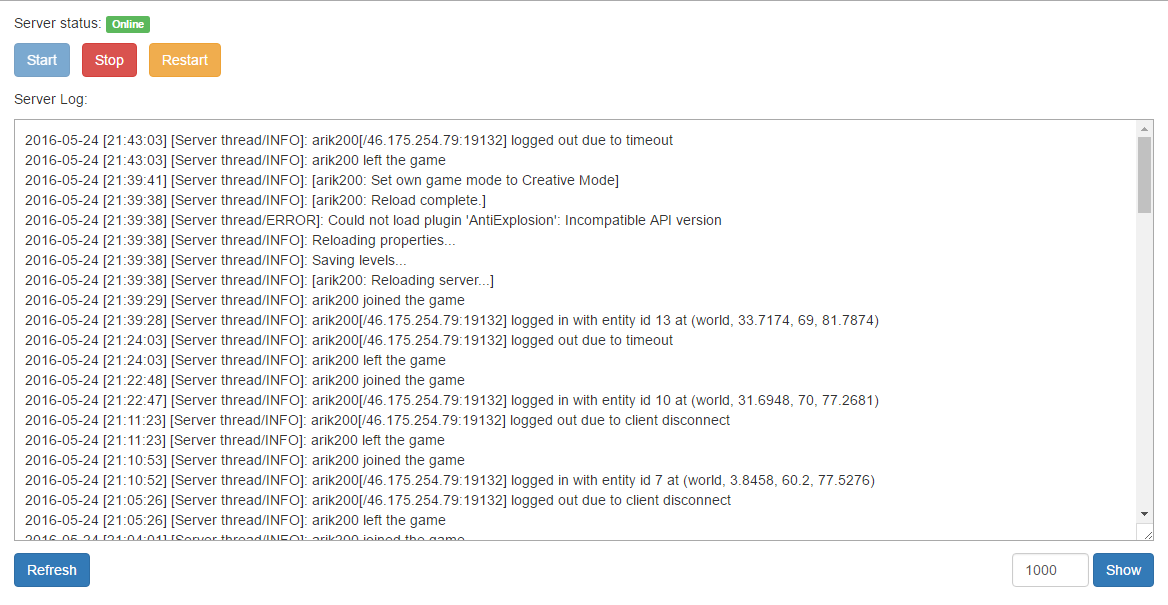 Server status: Online
Start Stop Restart
Server Log:
2016-05-24 [21:43:03] [Server thread/INFO]: arik200[/46.175.254.79:19132] logged out due to timeout
2016-05-24 [21:43:03] [Server thread/INFO]: arik200 left the game
2016-05-24 [21:39:41] [Server thread/INFO]: [arik200: Set own game mode to Creative Mode]
2016-05-24 [21:39:38] [Server thread/INFO]: [arik200: Reload complete.]
2016-05-24 [21:39:38] [Server thread/ERROR]: Could not load plugin 'AntiExplosion': Incompatible API version
2016-05-24 [21:39:38] [Server thread/INFO]: Reloading properties...
2016-05-24 [21:39:38] [Server thread/INFO]: Saving levels...
2016-05-24 [21:39:38] [Server thread/INFO]: [arik200: Reloading server...]
2016-05-24 [21:39:29] [Server thread/INFO]: arik200 joined the game
2016-05-24 [21:39:28] [Server thread/INFO]: arik200[/46.175.254.79:19132] logged in with entity id 13 at (world, 33.7174, 69, 81.7874)
2016-05-24 [21:24:03] [Server thread/INFO]: arik200[/46.175.254.79:19132] logged out due to timeout
2016-05-24 [21:24:03] [Server thread/INFO]: arik200 left the game
2016-05-24 [21:22:48] [Server thread/INFO]: arik200 joined the game
2016-05-24 [21:22:47] [Server thread/INFO]: arik200[/46.175.254.79:19132] logged in with entity id 10 at (world, 31.6948, 70, 77.2681)
2016-05-24 [21:11:23] [Server thread/INFO]: arik200[/46.175.254.79:19132] logged out due to client disconnect
2016-05-24 [21:11:23] [Server thread/INFO]: arik200 left the game
2016-05-24 [21:10:53] [Server thread/INFO]: arik200 joined the game
2016-05-24 [21:10:52] [Server thread/INFO]: arik200[/46.175.254.79:19132] logged in with entity id 7 at (world, 3.8458, 60.2, 77.5276)
2016-05-24 [21:05:26] [Server thread/INFO]: arik200[/46.175.254.79:19132] logged out due to client disconnect
2016-05-24 [21:05:26] [Server thread/INFO]: arik200 left the game
2016-05-24 [21:04:01] [Server thread/INFO]: arik200 joined the game
Refresh 1000 Show